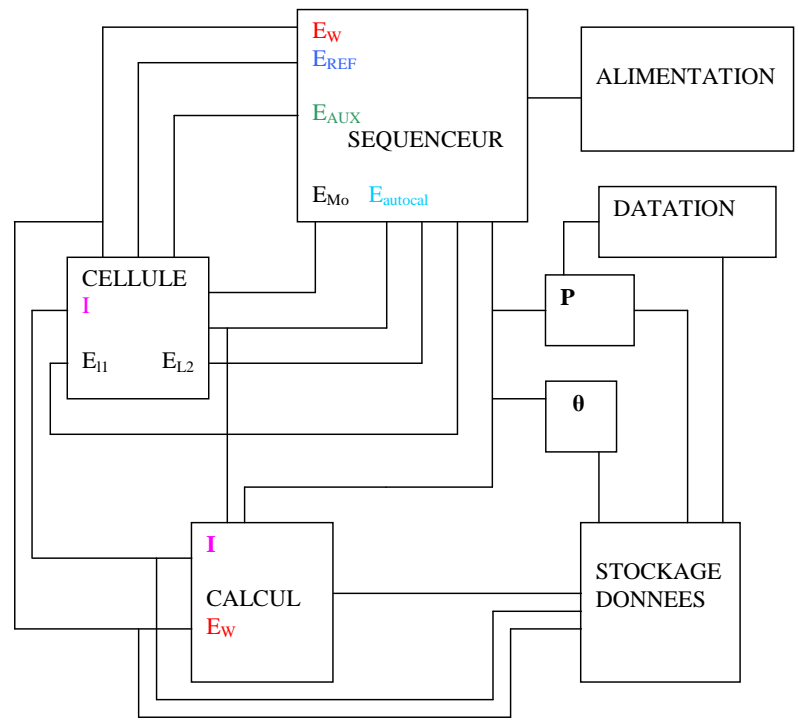 E_W
E_REF
E_AUX
SEQUENCEUR
E_Mo E_autocal
ALIMENTATION
DATATION
CELLULE
I
E_l1 E_L2
P
θ
I
CALCUL
E_W
STOCKAGE
DONNEES